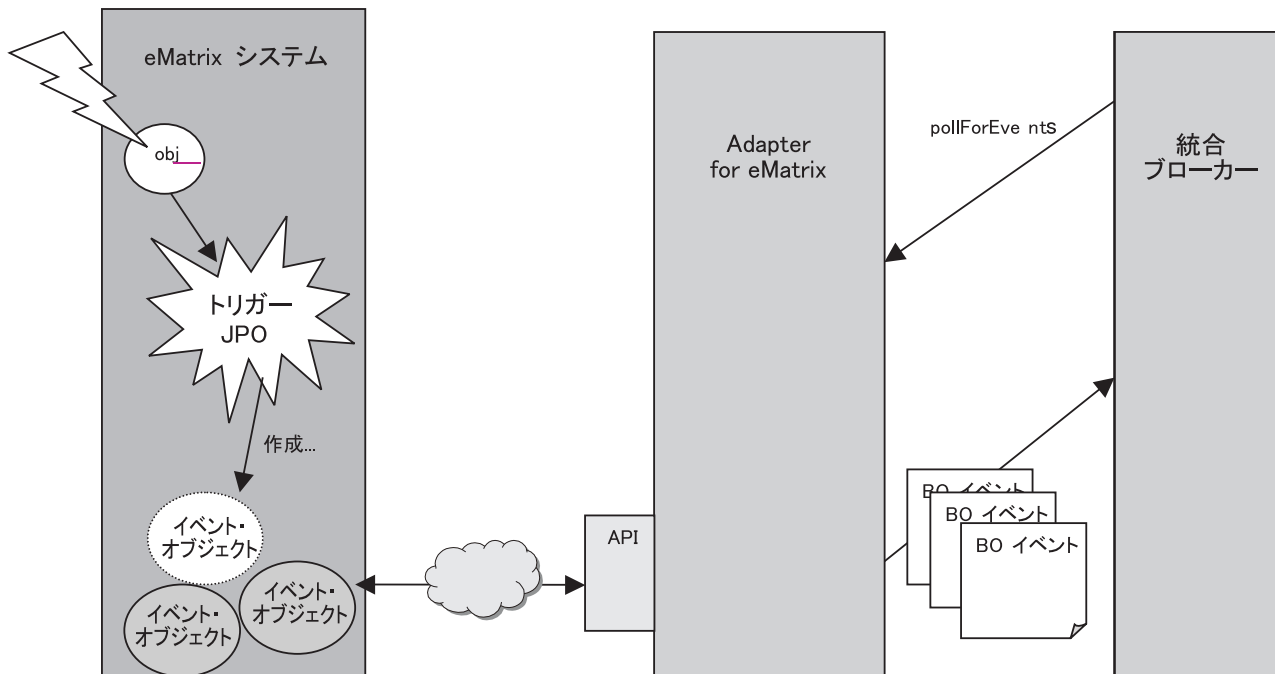 eMatrix システム
obj
トリガー
JPO
作成...
イベント・
オブジェクト
イベント・
オブジェクト
イベント・
オブジェクト
API
Adapter
for eMatrix
pollForEve nts
BO イベント
BO イベント
BO イベント
統合
ブローカー